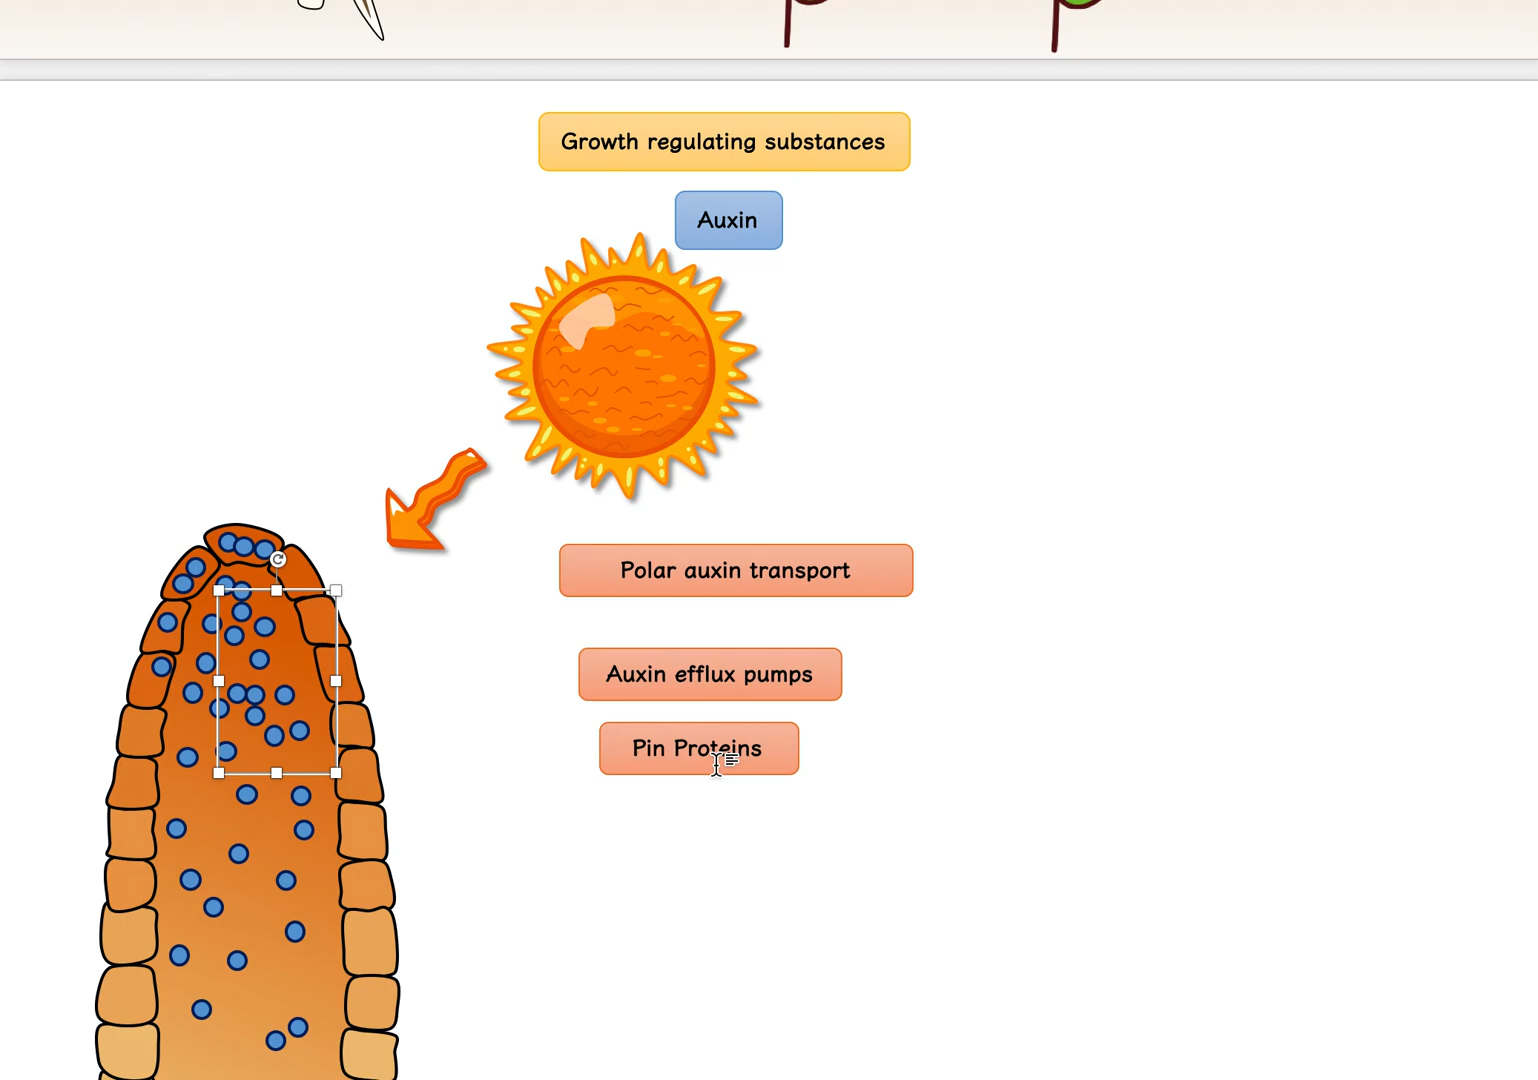 Growth regulating substances
Auxin
Polar auxin transport
Auxin efflux pumps
Pin Proteins